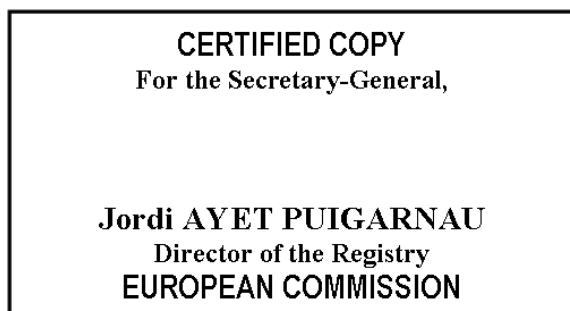 CERTIFIED COPY
For the Secretary-General,
Jordi AYET PUIGARNAU
Director of the Registry
EUROPEAN COMMISSION